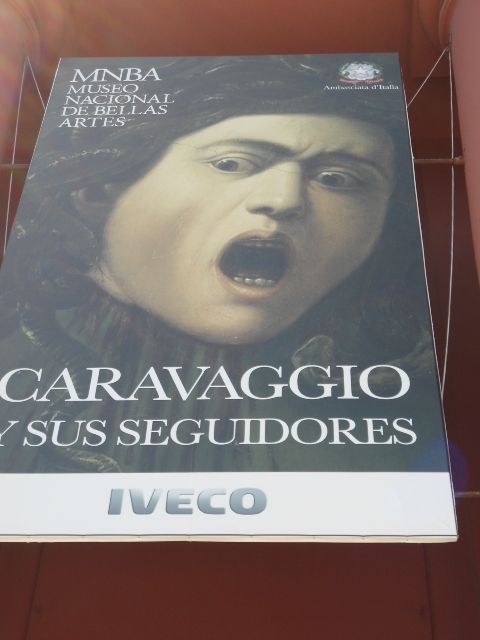 MNBA
MUSEO
NACIONAL
DE BELLAS
ARTES
Ambasciata d'Italia
CARAVAGGIO
Y SUS SEGUIDORES
IVECO